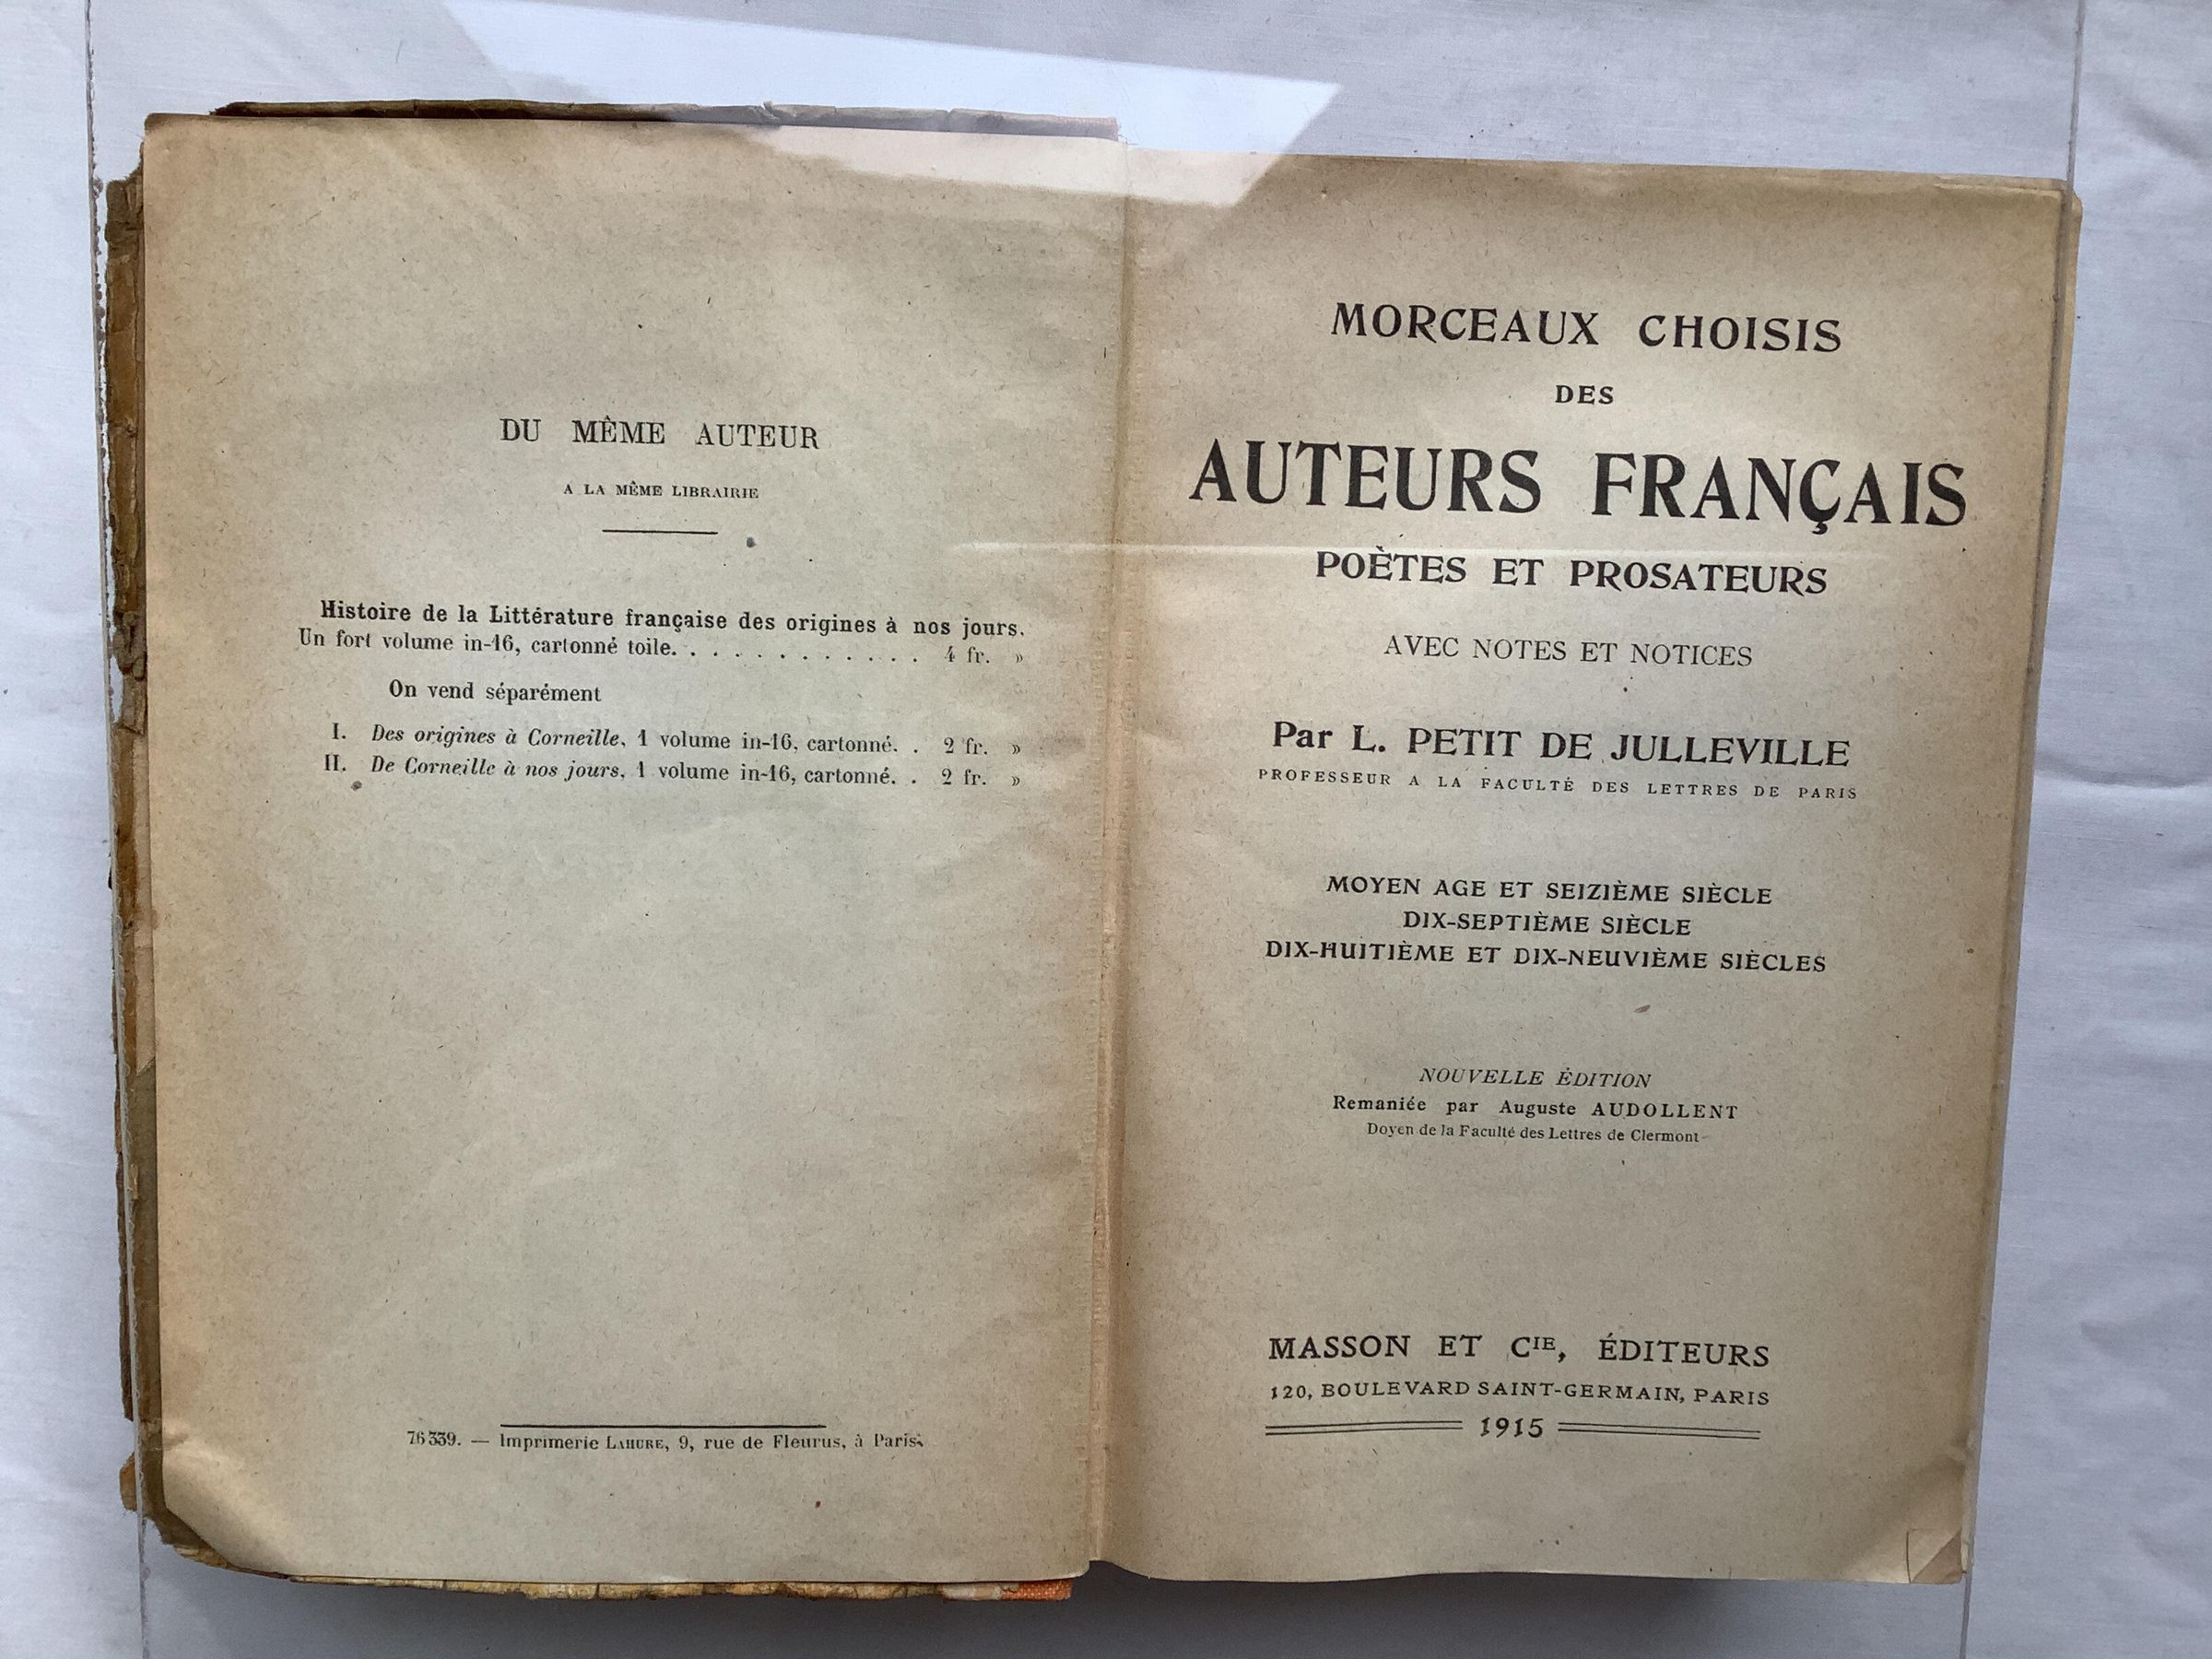 DU MÊME AUTEUR
A LA MÊME LIBRAIRIE
Histoire de la Littérature française des origines à nos jours.
Un fort volume in-16, cartonné toile. . . . . . . . . . . . 4 fr. »
On vend séparément
I. Des origines à Corneille, 1 volume in-16, cartonné. . 2 fr. »
II. De Corneille à nos jours, 1 volume in-16, cartonné. . 2 fr. »
76339. — Imprimerie LAHURE, 9, rue de Fleurus, à Paris.
MORCEAUX CHOISIS
DES
AUTEURS FRANÇAIS
POÈTES ET PROSATEURS
AVEC NOTES ET NOTICES
Par L. PETIT DE JULLEVILLE
PROFESSEUR A LA FACULTÉ DES LETTRES DE PARIS
MOYEN AGE ET SEIZIÈME SIÈCLE
DIX-SEPTIÈME SIÈCLE
DIX-HUITIÈME ET DIX-NEUVIÈME SIÈCLES
NOUVELLE ÉDITION
Remaniée par Auguste AUDOLLENT
Doyen de la Faculté des Lettres de Clermont
MASSON ET CIE, ÉDITEURS
120, BOULEVARD SAINT-GERMAIN, PARIS
1915